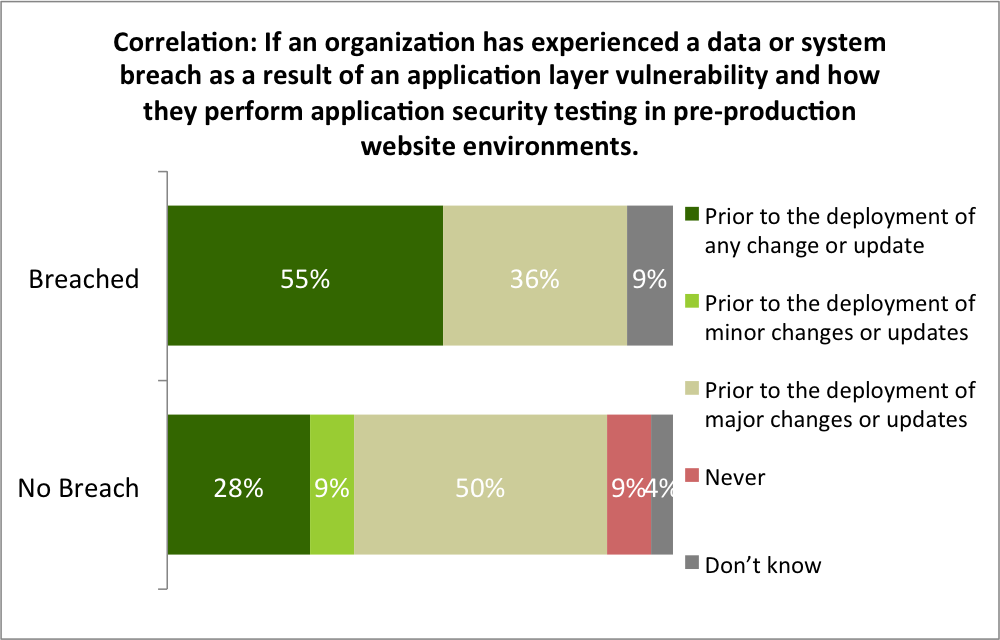 Correlation: If an organization has experienced a data or system
breach as a result of an application layer vulnerability and how
they perform application security testing in pre-production
website environments.
Breached
55%
36%
9%
No Breach
28%
9%
50%
9%
4%
Prior to the deployment of
any change or update
Prior to the deployment of
minor changes or updates
Prior to the deployment of
major changes or updates
Never
Don’t know